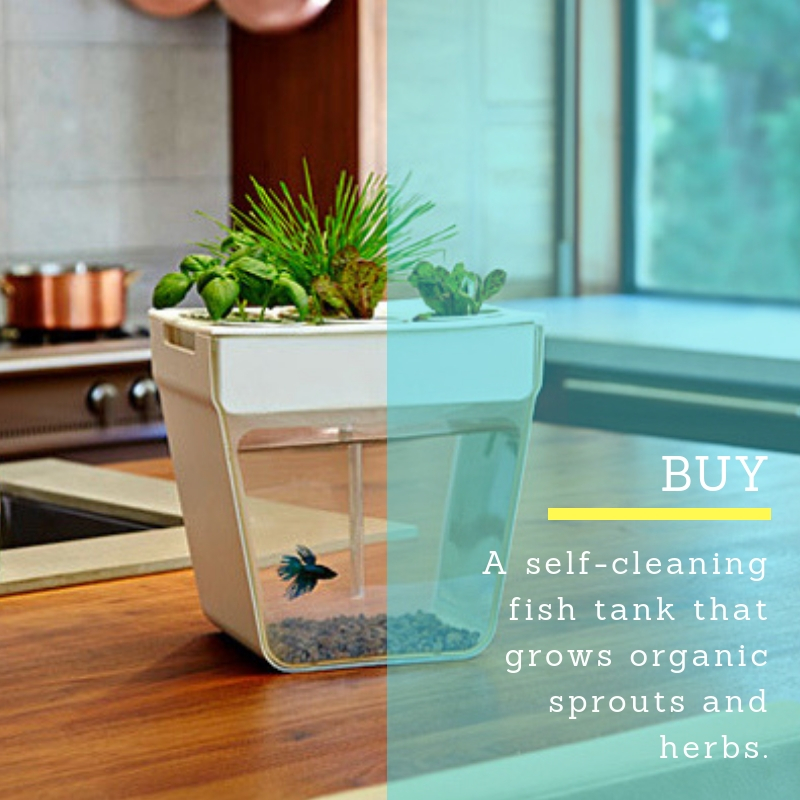 BUY
A self-cleaning
fish tank that
grows organic
sprouts and
herbs.